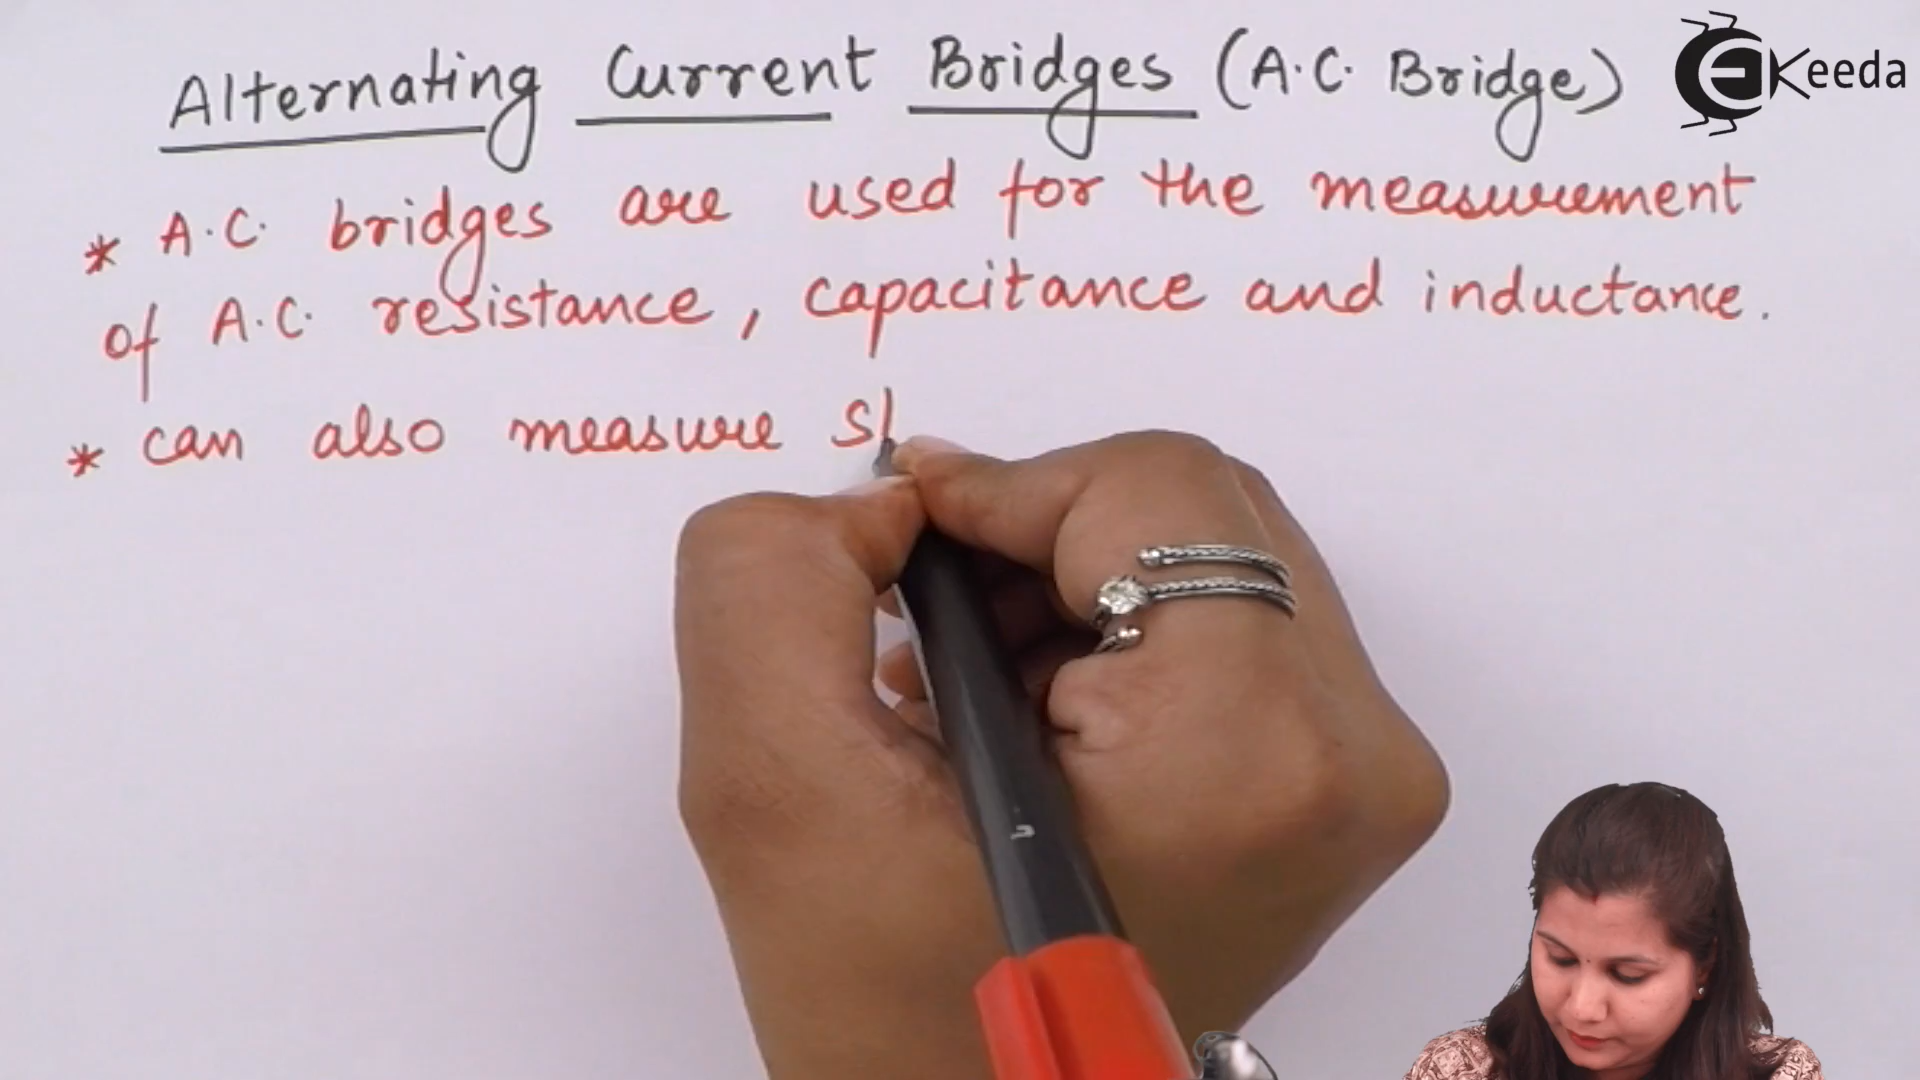 Alternating Current Bridges (A.C. Bridge)
EKeeda
* A.C. bridges are used for the measurement
of A.C. resistance, capacitance and inductance.
* can also measure